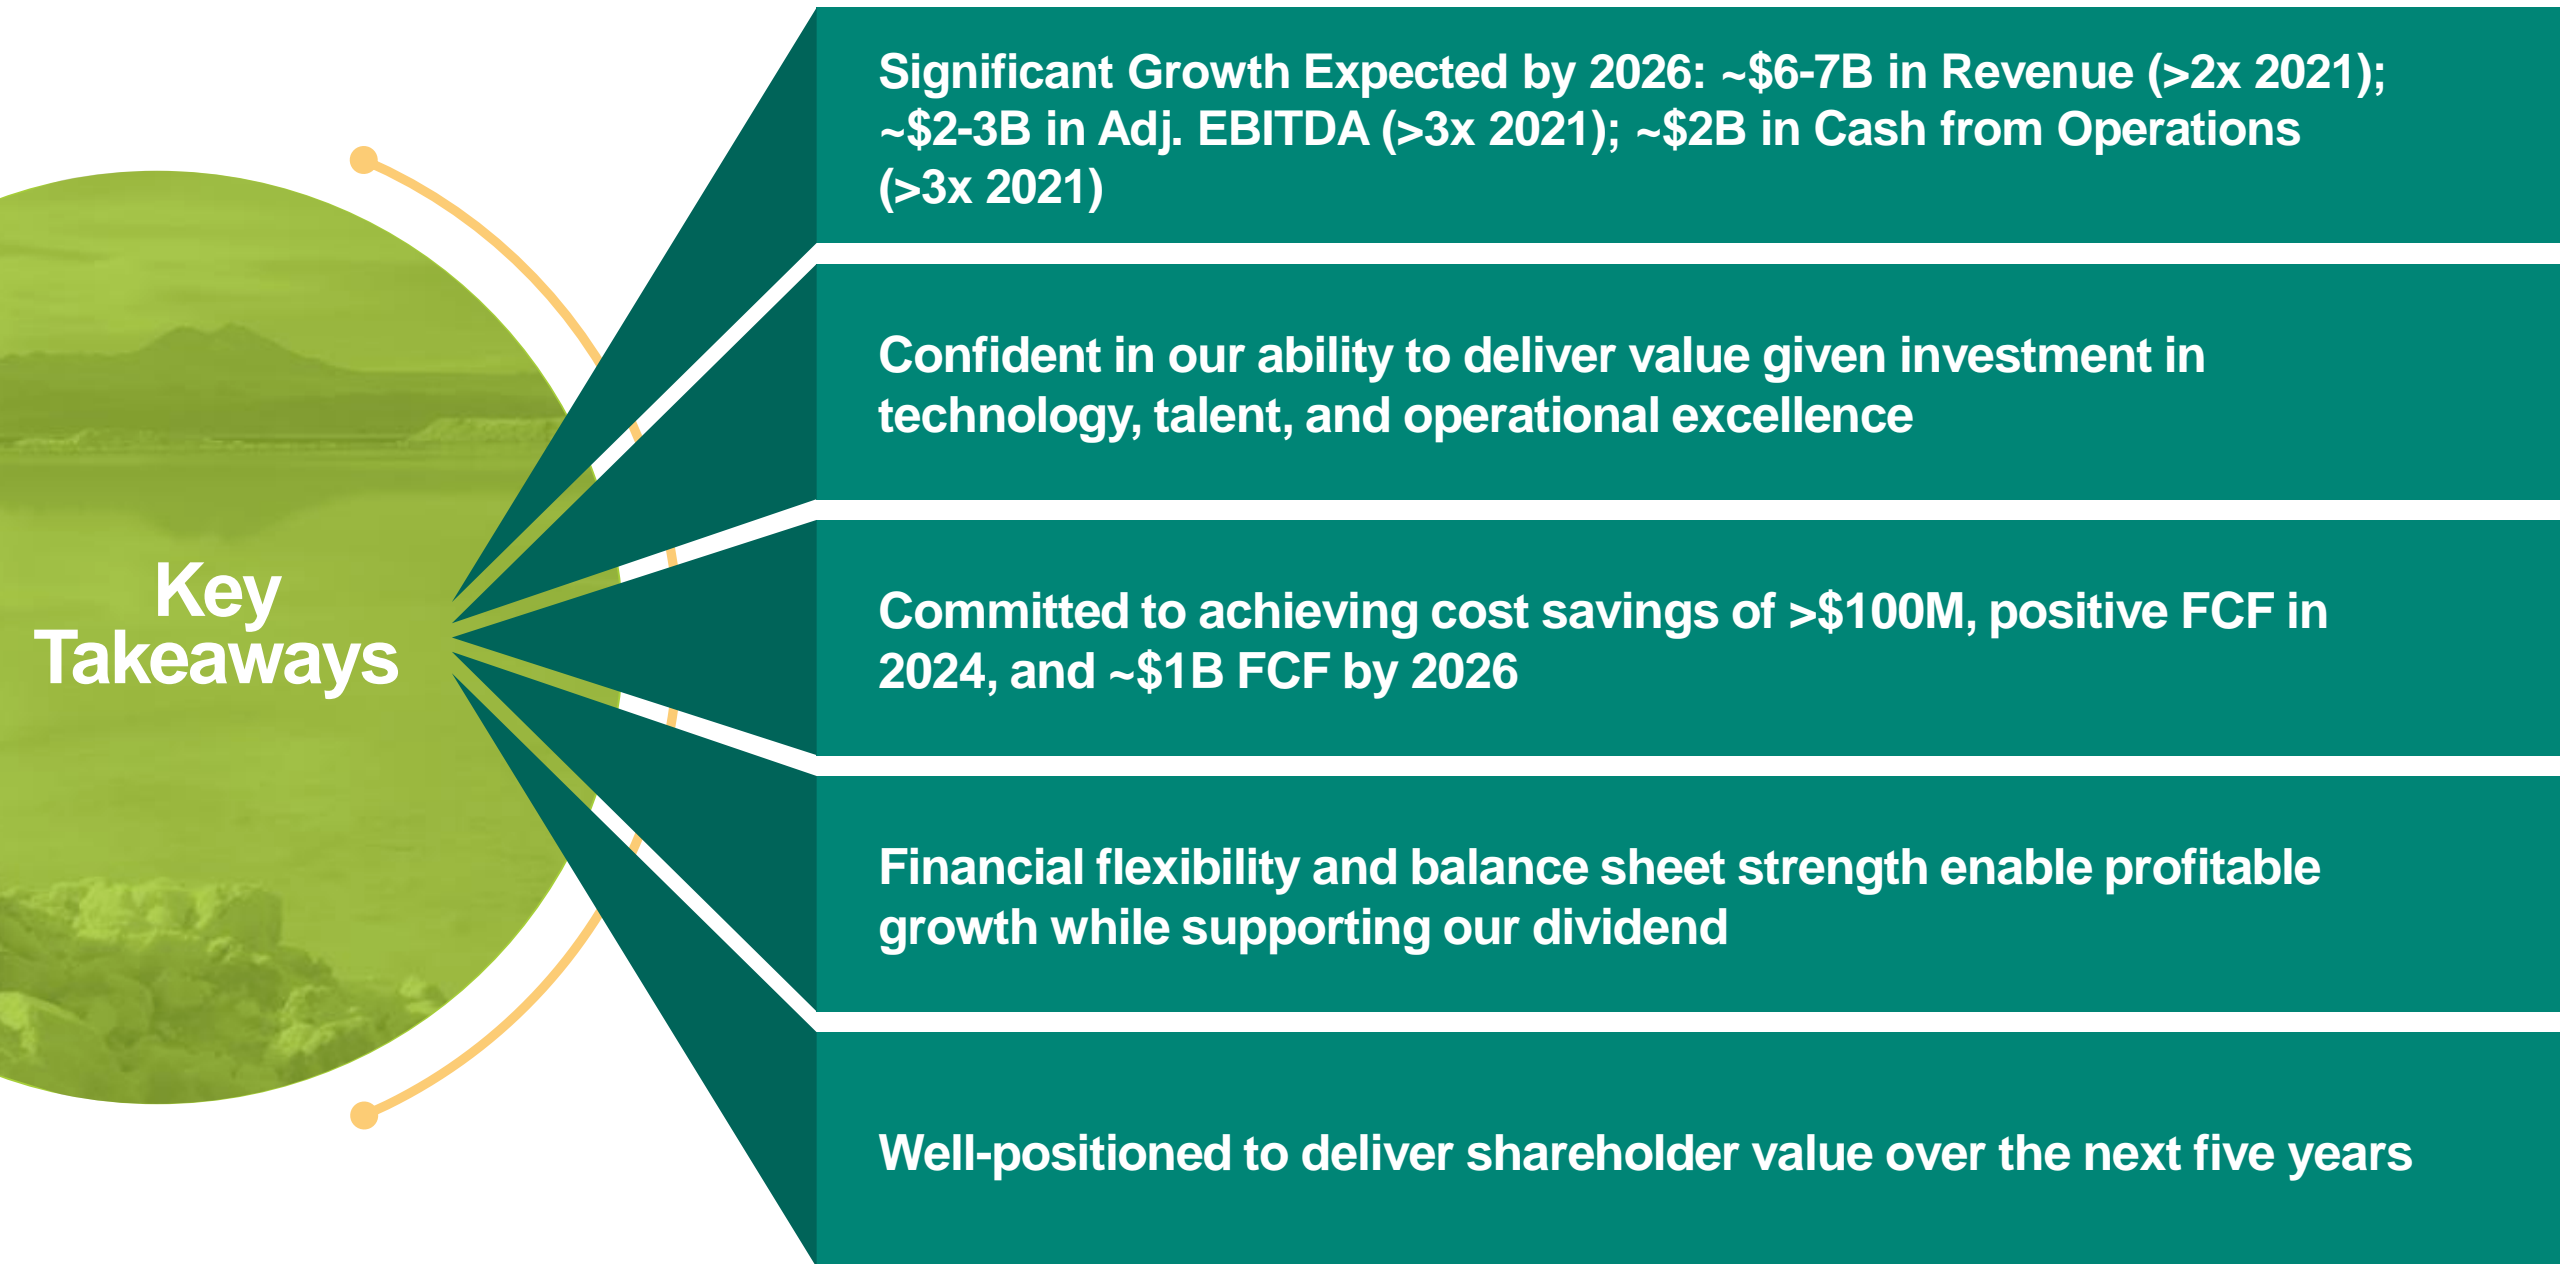 Key
Takeaways
Significant Growth Expected by 2026: ~$6-7B in Revenue (>2x 2021);
~$2-3B in Adj. EBITDA (>3x 2021); ~$2B in Cash from Operations
(>3x 2021)
Confident in our ability to deliver value given investment in
technology, talent, and operational excellence
Committed to achieving cost savings of >$100M, positive FCF in
2024, and ~$1B FCF by 2026
Financial flexibility and balance sheet strength enable profitable
growth while supporting our dividend
Well-positioned to deliver shareholder value over the next five years